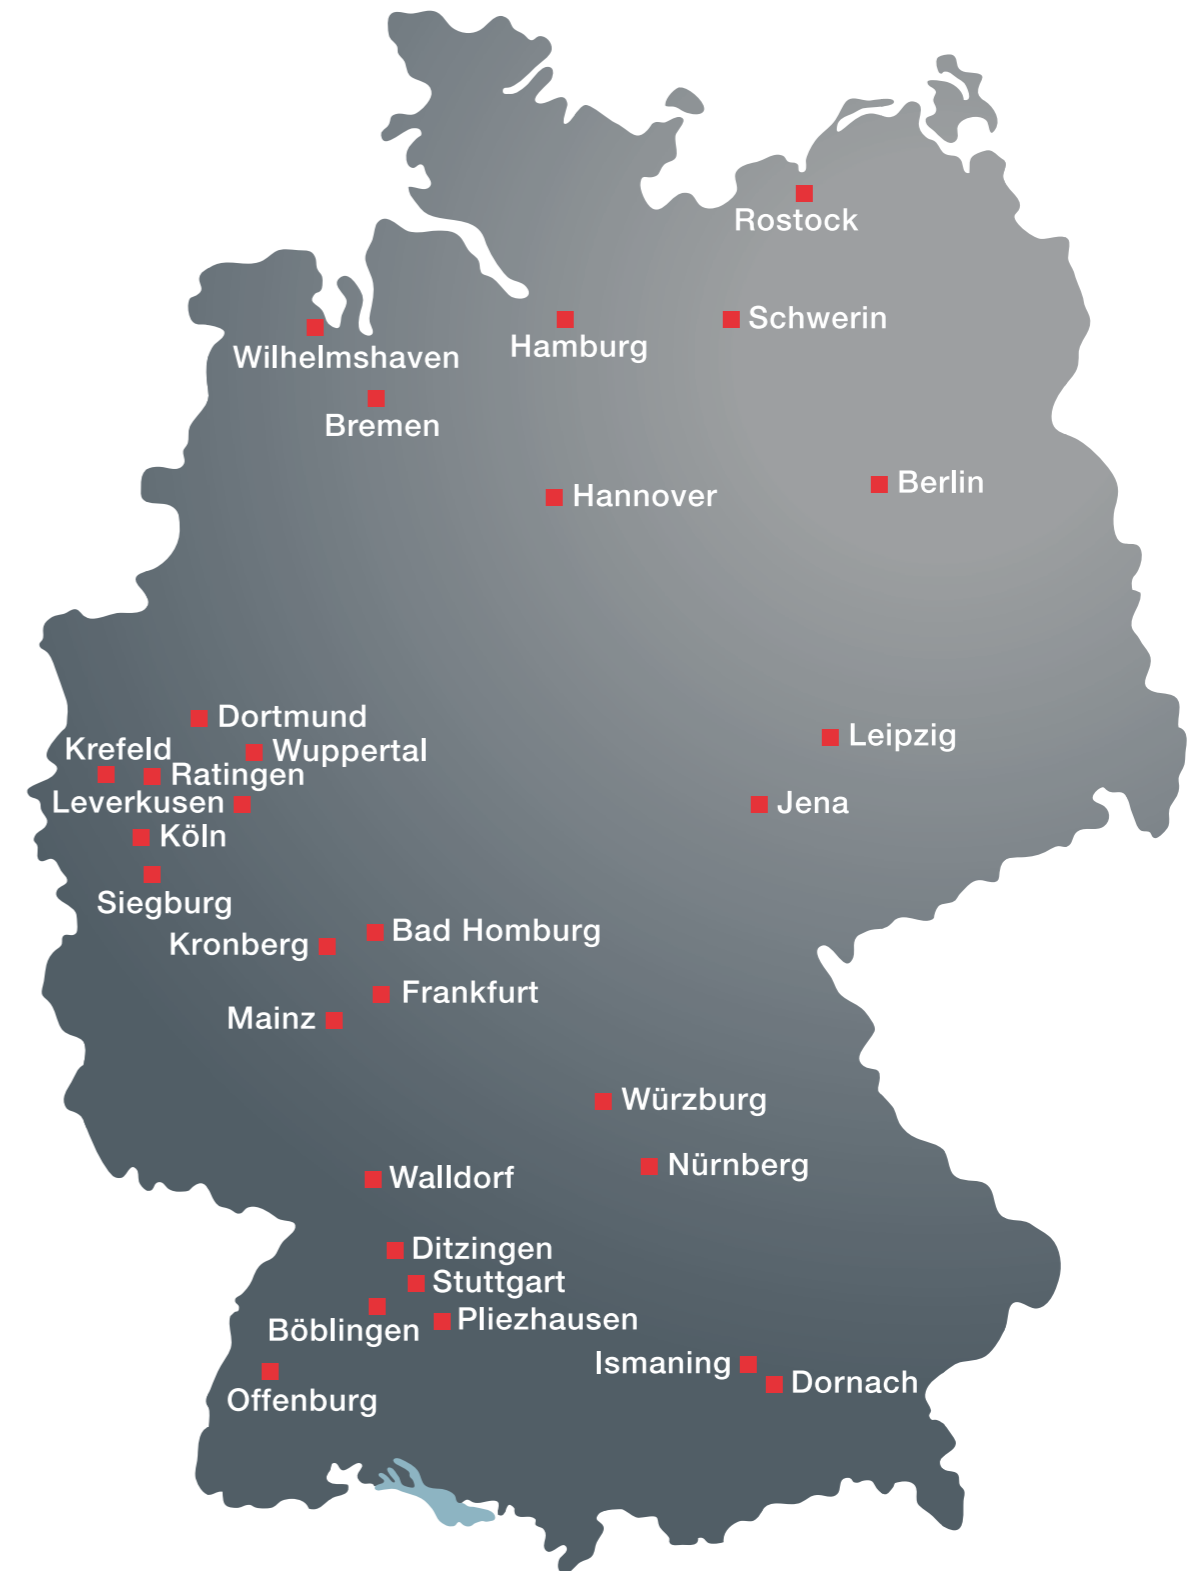 Rostock
Schwerin
Hamburg
Wilhelmshaven
Bremen
Berlin
Hannover
Dortmund
Leipzig
Krefeld
Wuppertal
Ratingen
Leverkusen
Jena
Köln
Siegburg
Bad Homburg
Kronberg
Frankfurt
Mainz
Würzburg
Nürnberg
Walldorf
Ditzingen
Stuttgart
Pliezhausen
Böblingen
Ismaning
Dornach
Offenburg